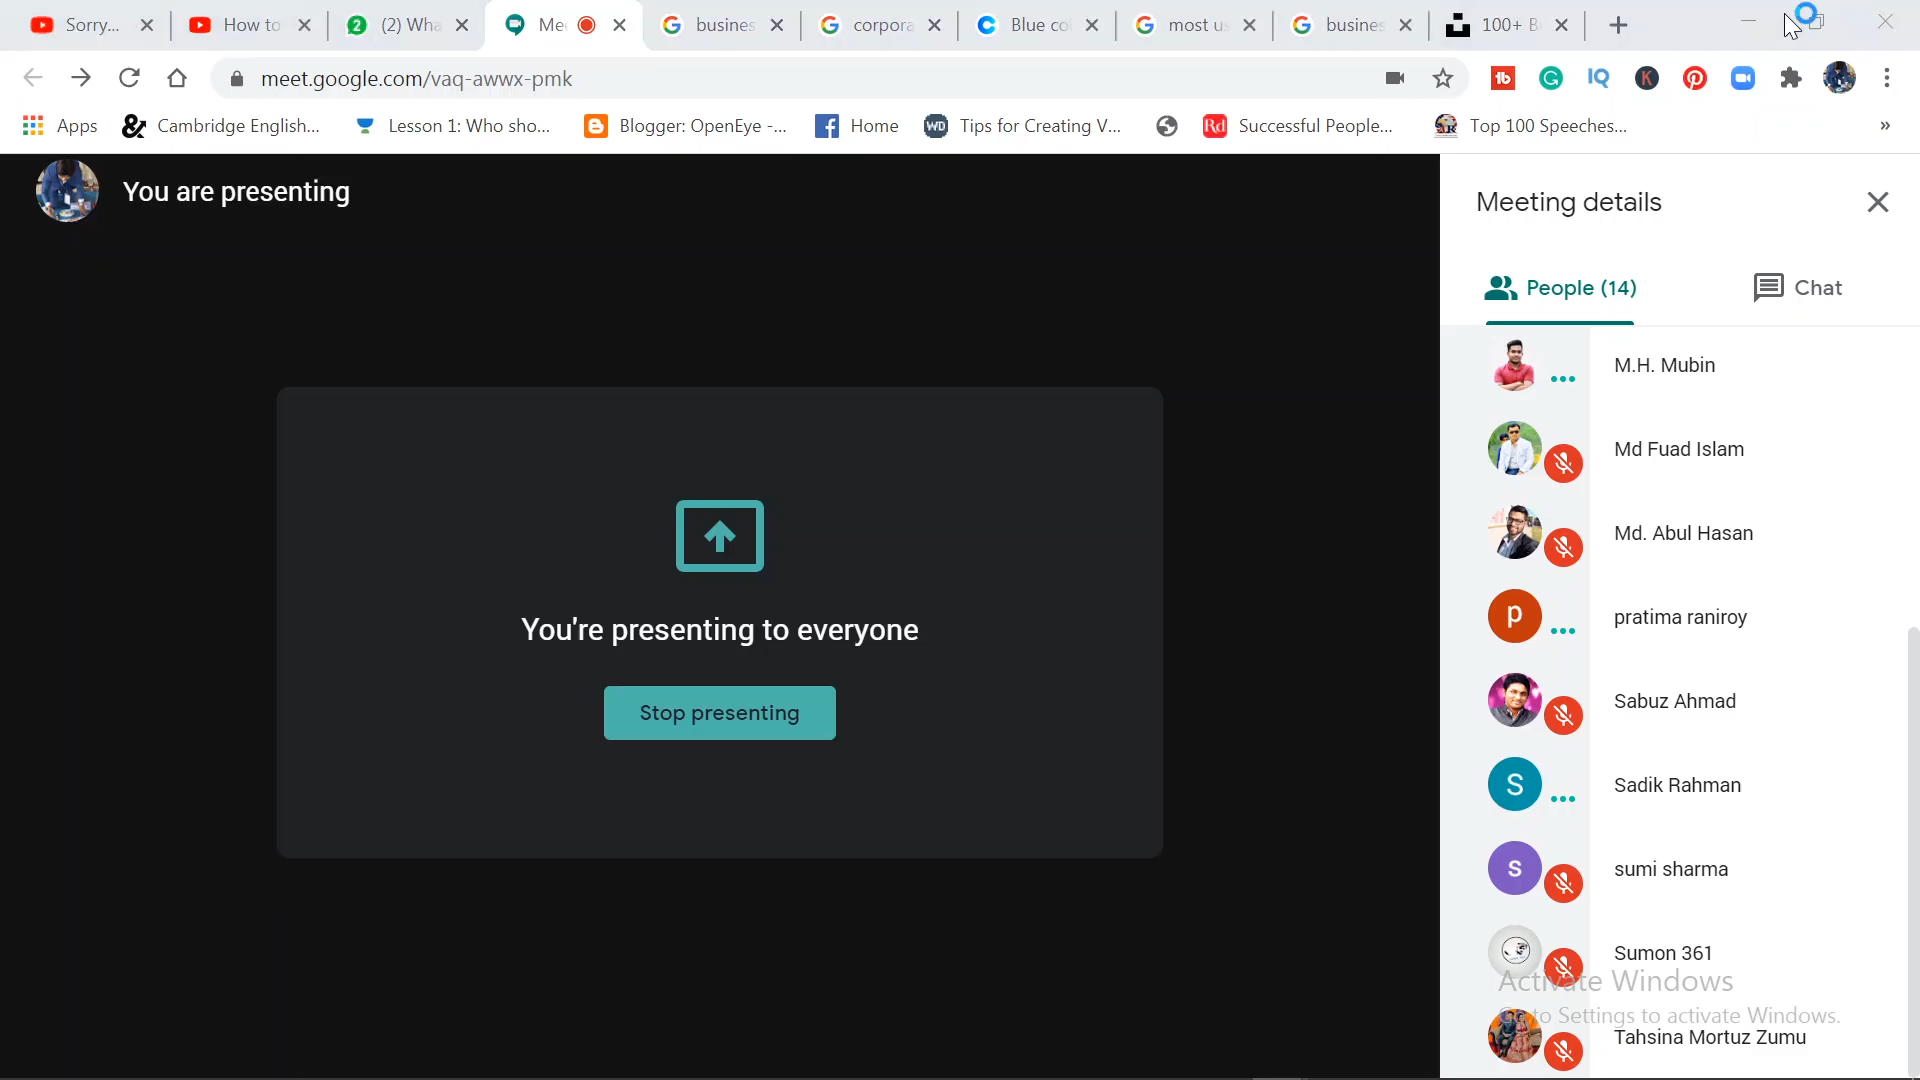 Sorry...
How to
(2) Wha
Mee
busines
corpora
Blue co
most us
busines
100+ B
meet.google.com/vaq-awwx-pmk
Apps
Cambridge English...
Lesson 1: Who sho...
Blogger: OpenEye -...
Home
Tips for Creating V...
Successful People...
Top 100 Speeches...
You are presenting
You're presenting to everyone
Stop presenting
Meeting details
People (14)
Chat
M.H. Mubin
Md Fuad Islam
Md. Abul Hasan
p
pratima raniroy
Sabuz Ahmad
S
Sadik Rahman
s
sumi sharma
Sumon 361
Activate Windows
Go to Settings to activate Windows.
Tahsina Mortuz Zumu